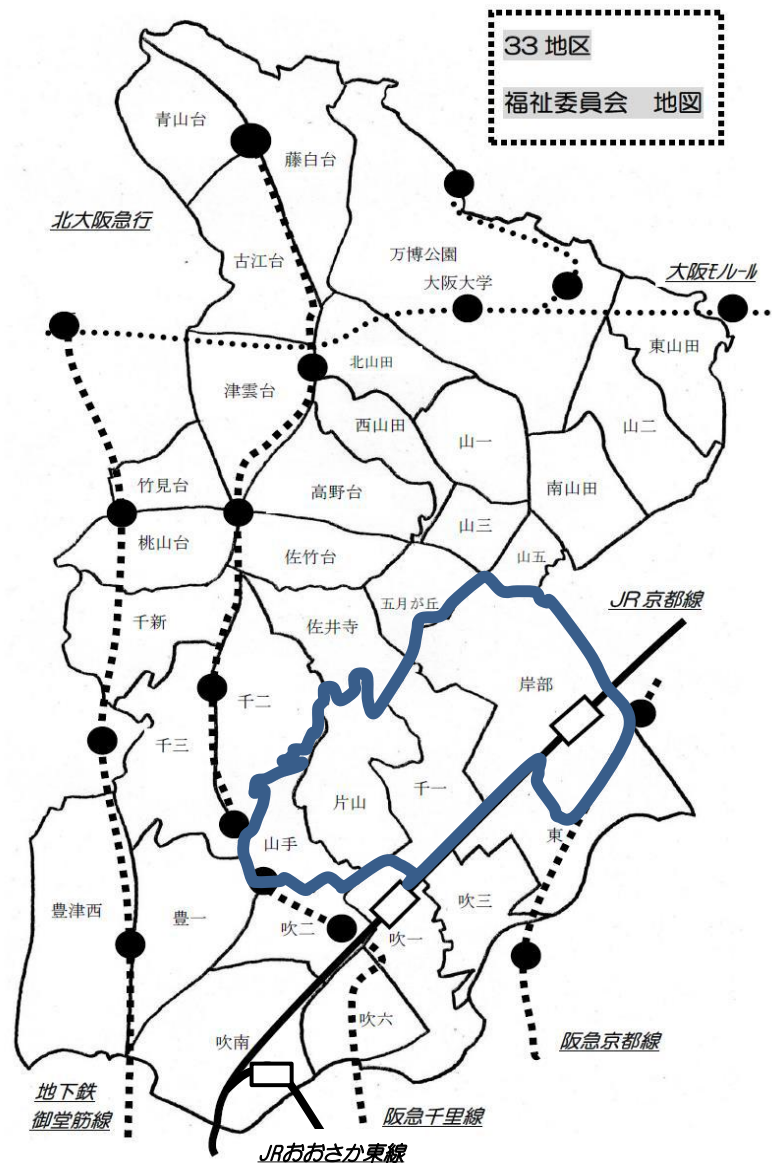 33 地区
福祉委員会　地図
青山台
藤白台
北大阪急行
古江台
万博公園
大阪大学
大阪モノレール
東山田
北山田
津雲台
西山田
山一
山二
竹見台
高野台
南山田
桃山台
佐竹台
山三
山五
五月が丘
JR京都線
千新
佐井寺
岸部
千二
千三
片山
千一
山手
東
豊津西
豊一
吹二
吹三
吹一
吹六
吹南
阪急京都線
地下鉄
御堂筋線
阪急千里線
JRおおさか東線